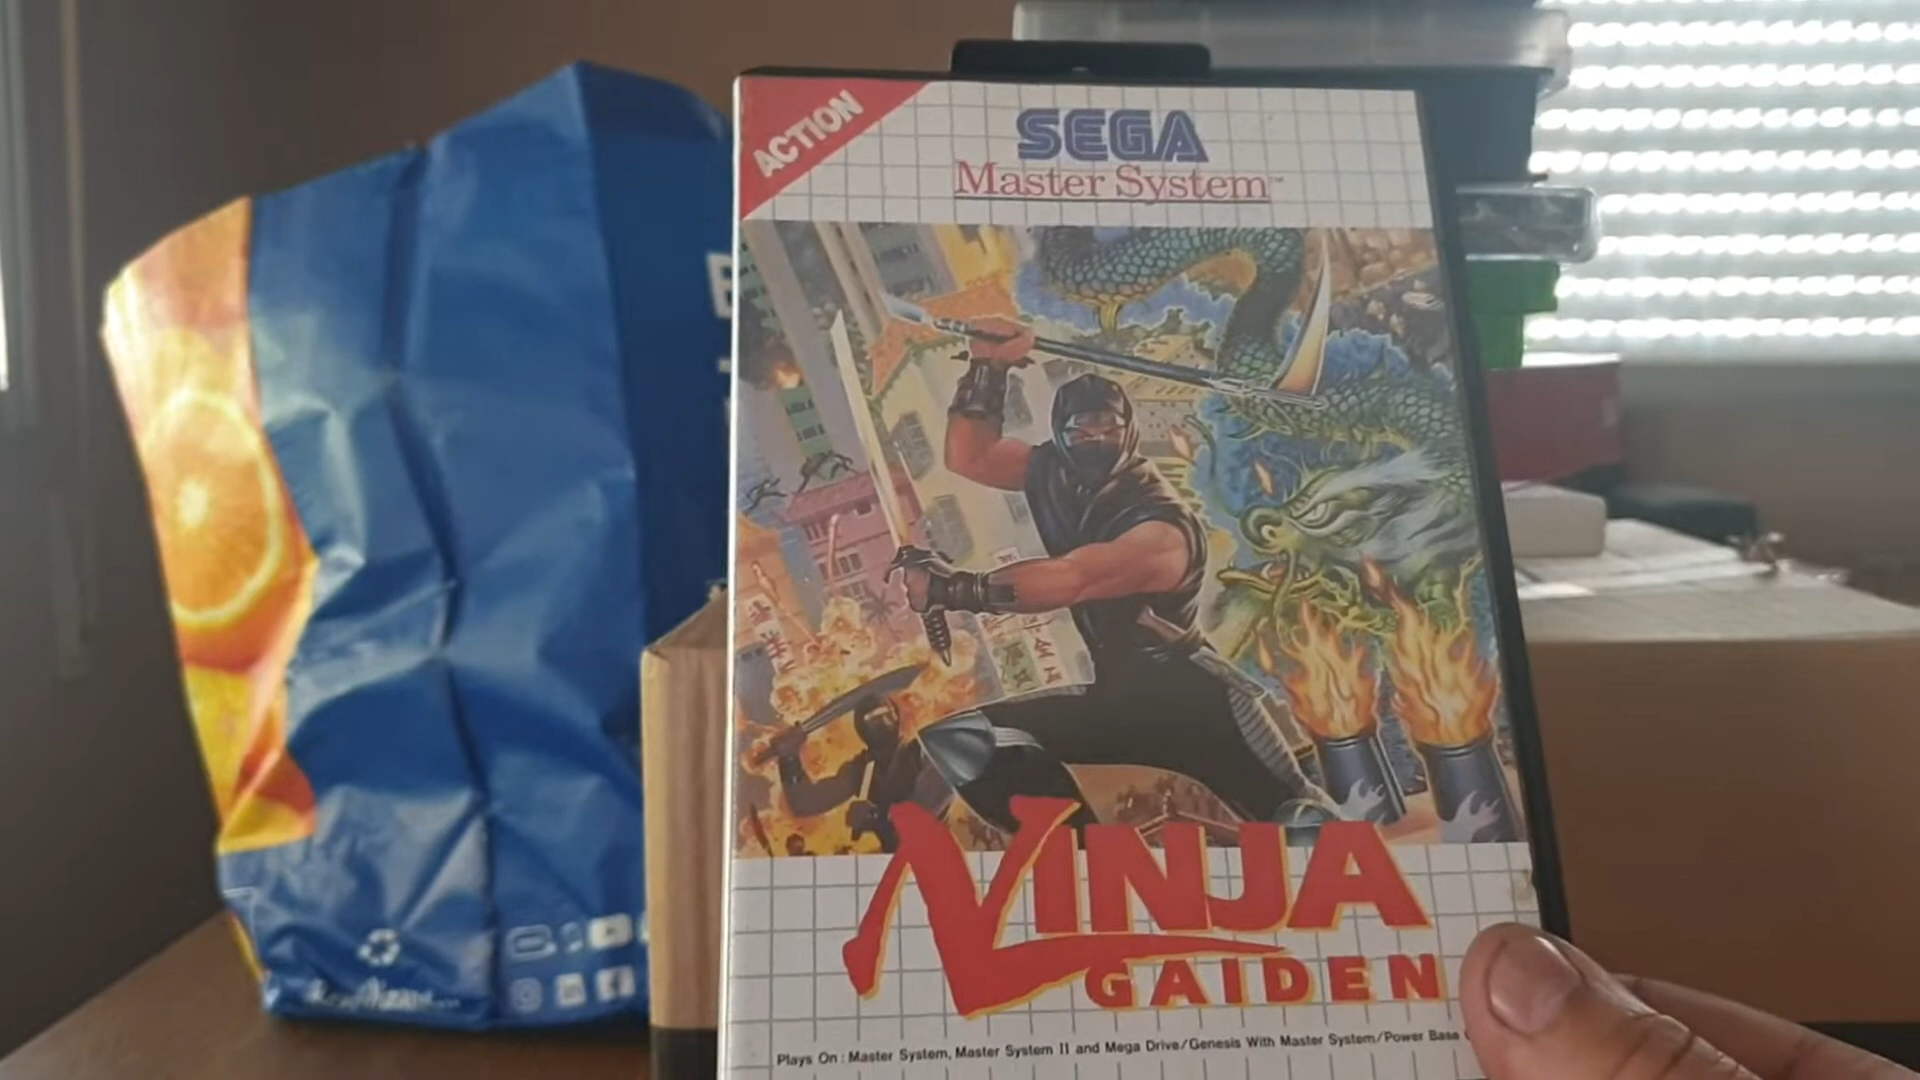 ACTION
SEGA
Master System™
NINJA
GAIDEN
Plays On : Master System, Master System II and Mega Drive/Genesis With Master System/Power Base